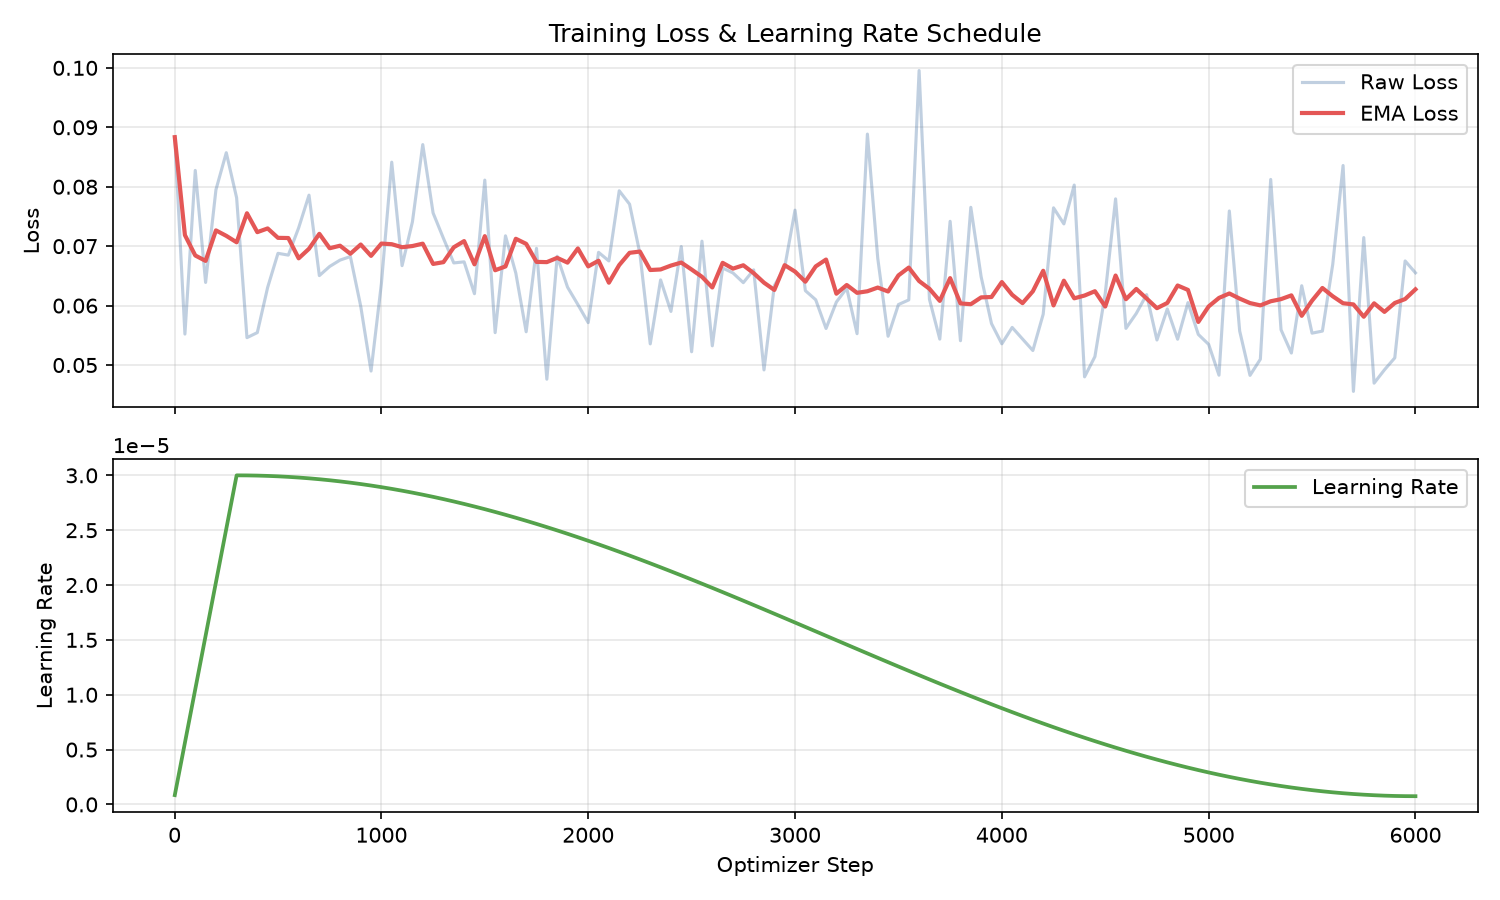 Training Loss & Learning Rate Schedule
0.10
0.09
0.08
0.07
0.06
0.05
Loss
Raw Loss
EMA Loss
1e−5
3.0
2.5
2.0
1.5
1.0
0.5
0.0
Learning Rate
Learning Rate
0
1000
2000
3000
4000
5000
6000
Optimizer Step